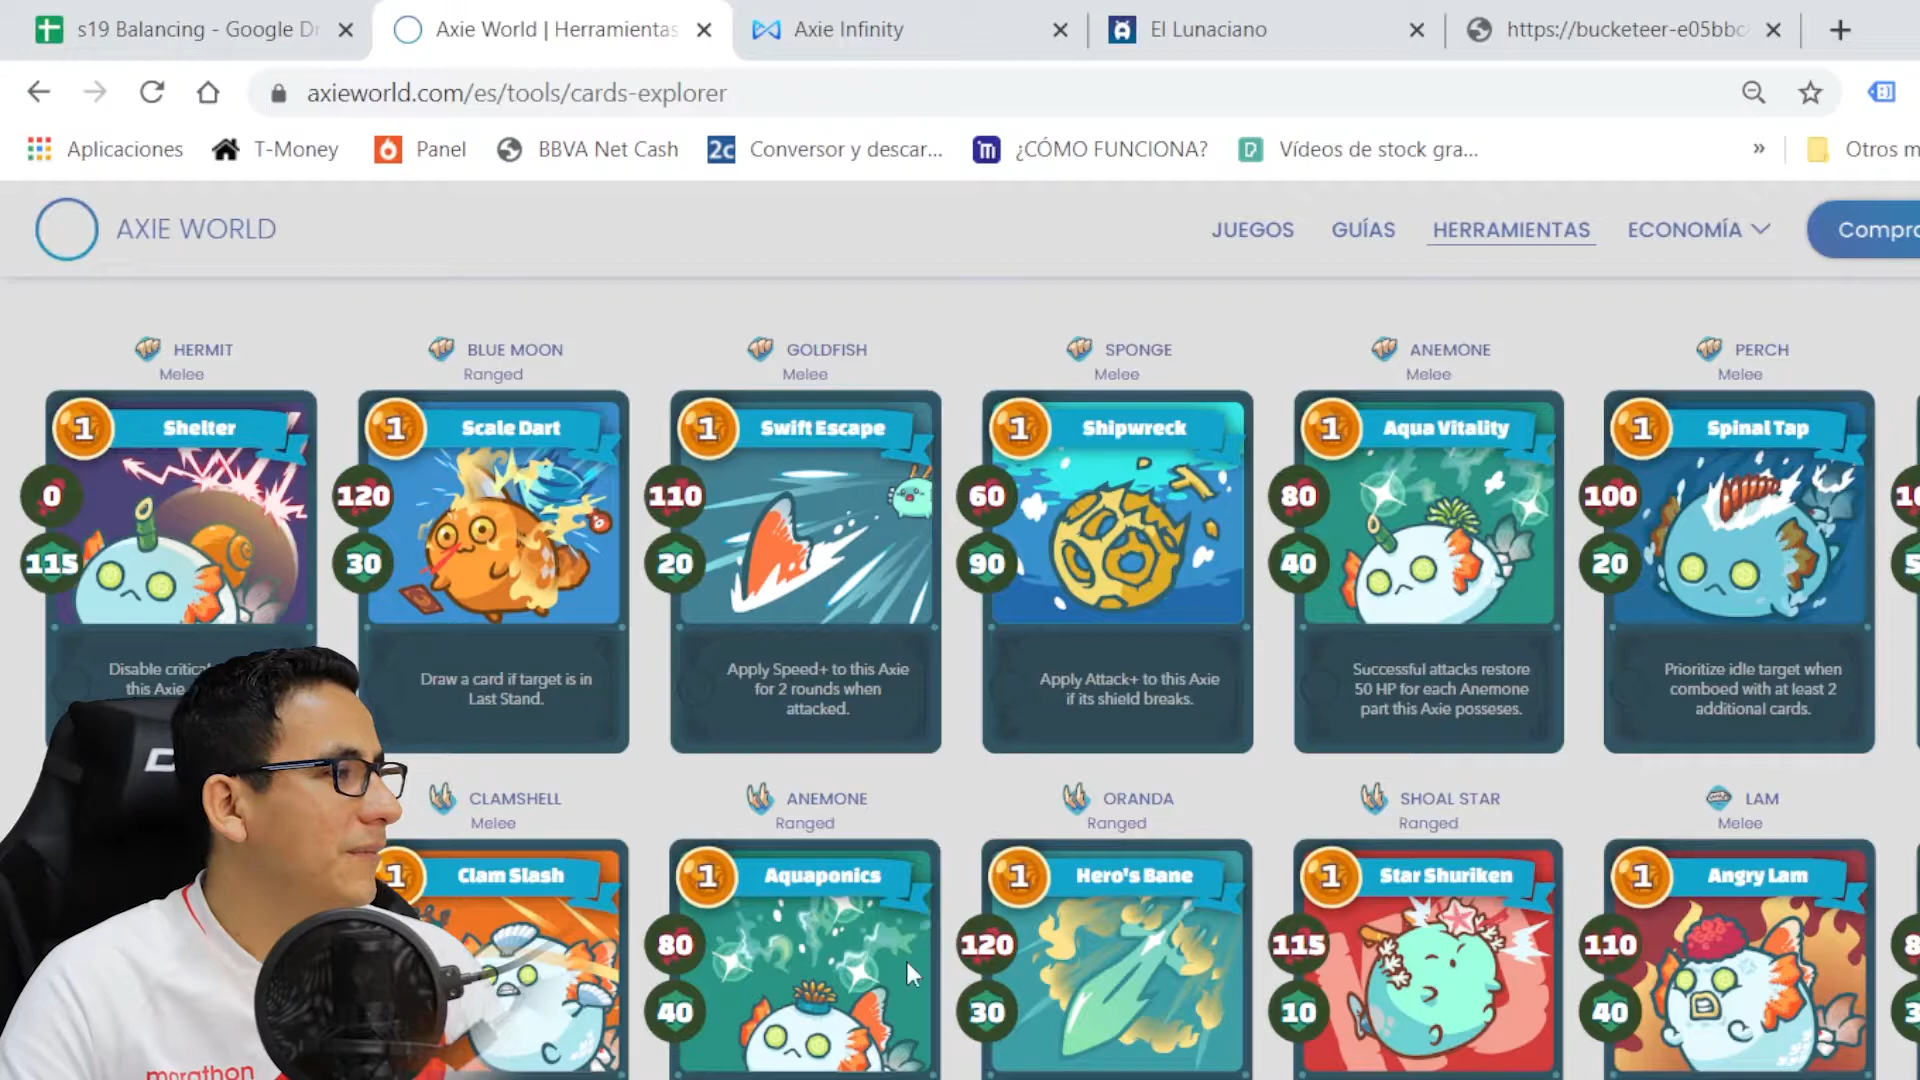 s19 Balancing - Google Dr
Axie World | Herramientas
Axie Infinity
El Lunaciano
https://bucketeer-e05bbc
axieworld.com/es/tools/cards-explorer
Aplicaciones
T-Money
Panel
BBVA Net Cash
2c
Conversor y descar...
¿CÓMO FUNCIONA?
Vídeos de stock gra...
»
Otros m
AXIE WORLD
JUEGOS
GUÍAS
HERRAMIENTAS
ECONOMÍA
Compra
HERMIT
Melee
BLUE MOON
Ranged
GOLDFISH
Melee
SPONGE
Melee
ANEMONE
Melee
PERCH
Melee
1 Shelter
0
115
Disable critica
this Axie
1 Scale Dart
120
30
Draw a card if target is in
Last Stand.
1 Swift Escape
110
20
Apply Speed+ to this Axie
for 2 rounds when
attacked.
1 Shipwreck
60
90
Apply Attack+ to this Axie
if its shield breaks.
1 Aqua Vitality
80
40
Successful attacks restore
50 HP for each Anemone
part this Axie posseses.
1 Spinal Tap
100
20
Prioritize idle target when
comboed with at least 2
additional cards.
CLAMSHELL
Melee
ANEMONE
Ranged
ORANDA
Ranged
SHOAL STAR
Ranged
LAM
Melee
1 Clam Slash
1 Aquaponics
80
40
1 Hero's Bane
120
30
1 Star Shuriken
115
10
1 Angry Lam
110
40
marathon